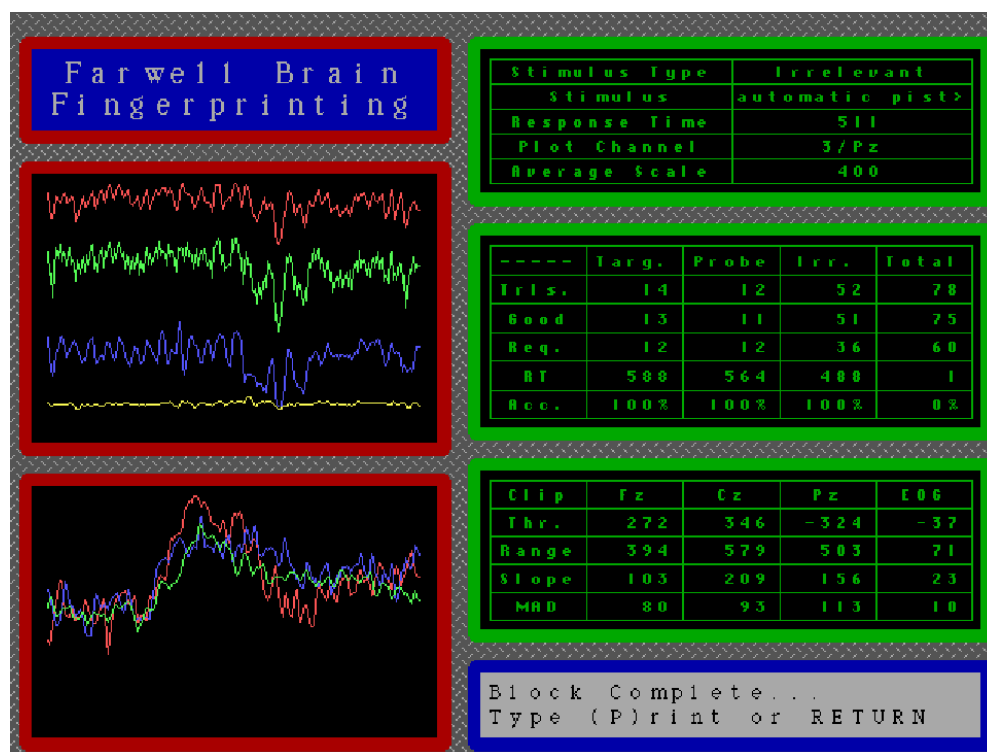 Farwell Brain
Fingerprinting
Stimulus Type Irrelevant
Stimulus automatic pist>
Response Time 511
Plot Channel 3/Pz
Average Scale 400
----- Targ. Probe Irr. Total
Trls. 14 12 52 78
Good 13 11 51 75
Req. 12 12 36 60
RT 588 564 488 1
Acc. 100% 100% 100% 0%
Clip Fz Cz Pz EOG
Thr. 272 346 -324 -37
Range 394 579 503 71
Slope 103 209 156 23
MAD 80 93 113 10
Block Complete...
Type (P)rint or RETURN